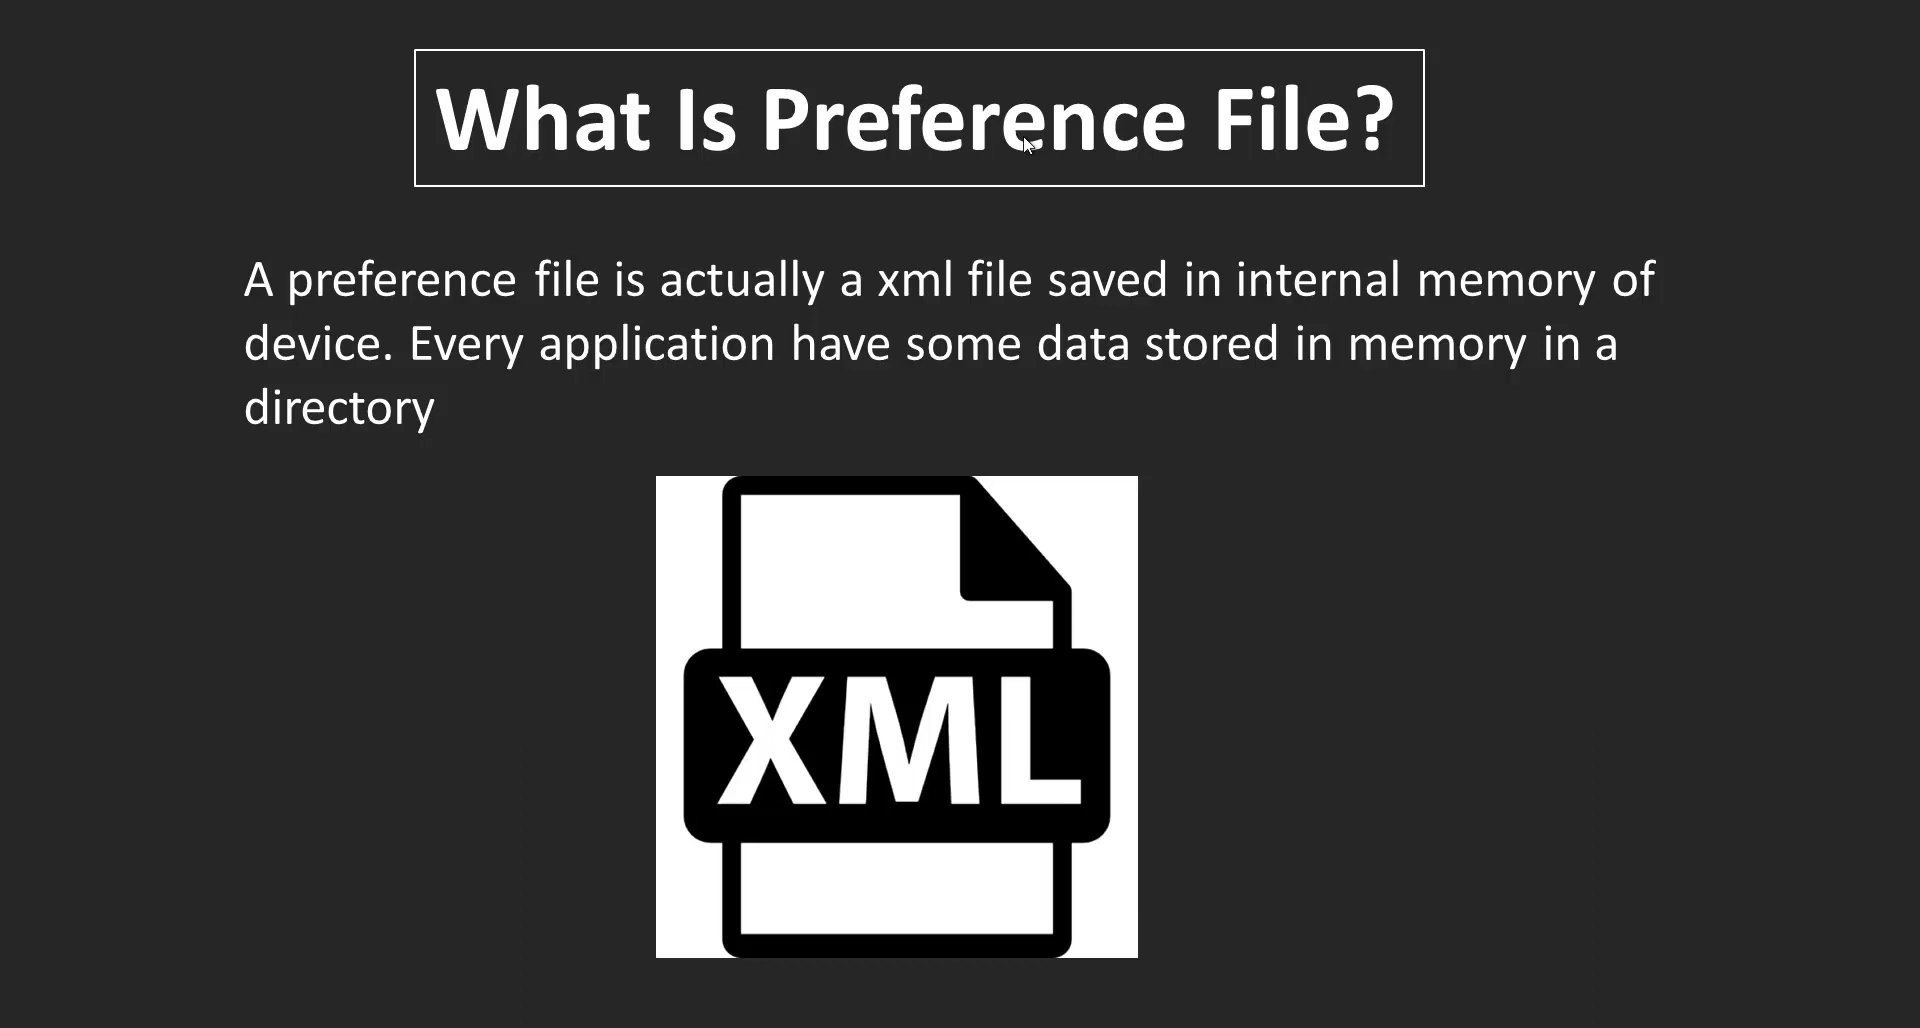 What Is Preference File?
A preference file is actually a xml file saved in internal memory of
device. Every application have some data stored in memory in a
directory
XML